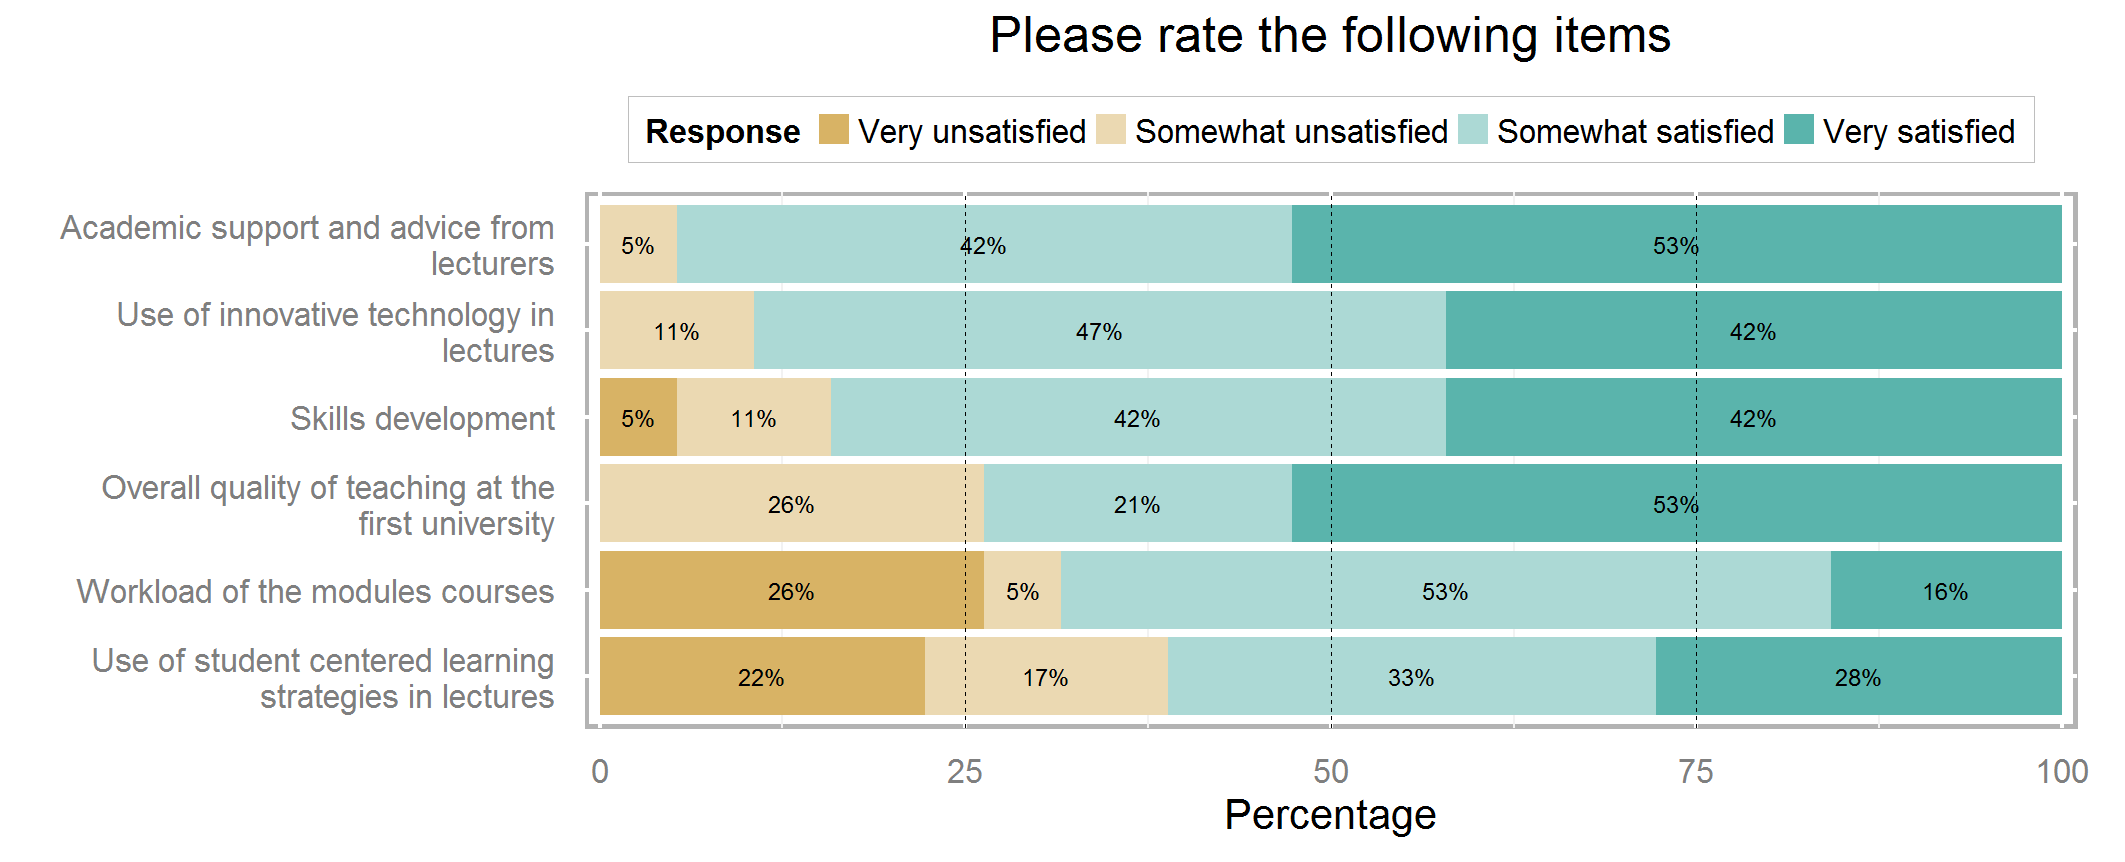 Please rate the following items
Response Very unsatisfied Somewhat unsatisfied Somewhat satisfied Very satisfied
Academic support and advice from
lecturers
5% 42% 53%
Use of innovative technology in
lectures
11% 47% 42%
Skills development
5% 11% 42% 42%
Overall quality of teaching at the
first university
26% 21% 53%
Workload of the modules courses
26% 5% 53% 16%
Use of student centered learning
strategies in lectures
22% 17% 33% 28%
0 25 50 75 100
Percentage